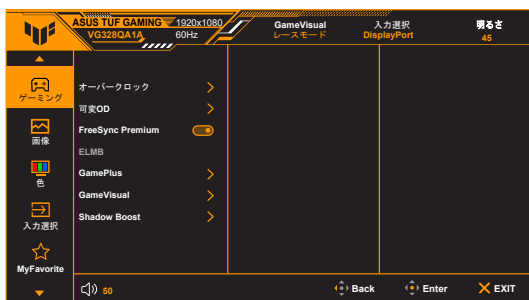 ASUS TUF GAMING 1920x1080
VG328QA1A 60Hz
GameVisual
レースモード
入力選択
DisplayPort
明るさ
45
ゲーミング
画像
色
入力選択
MyFavorite
オーバークロック
可変OD
FreeSync Premium
ELMB
GamePlus
GameVisual
Shadow Boost
50
Back
Enter
EXIT